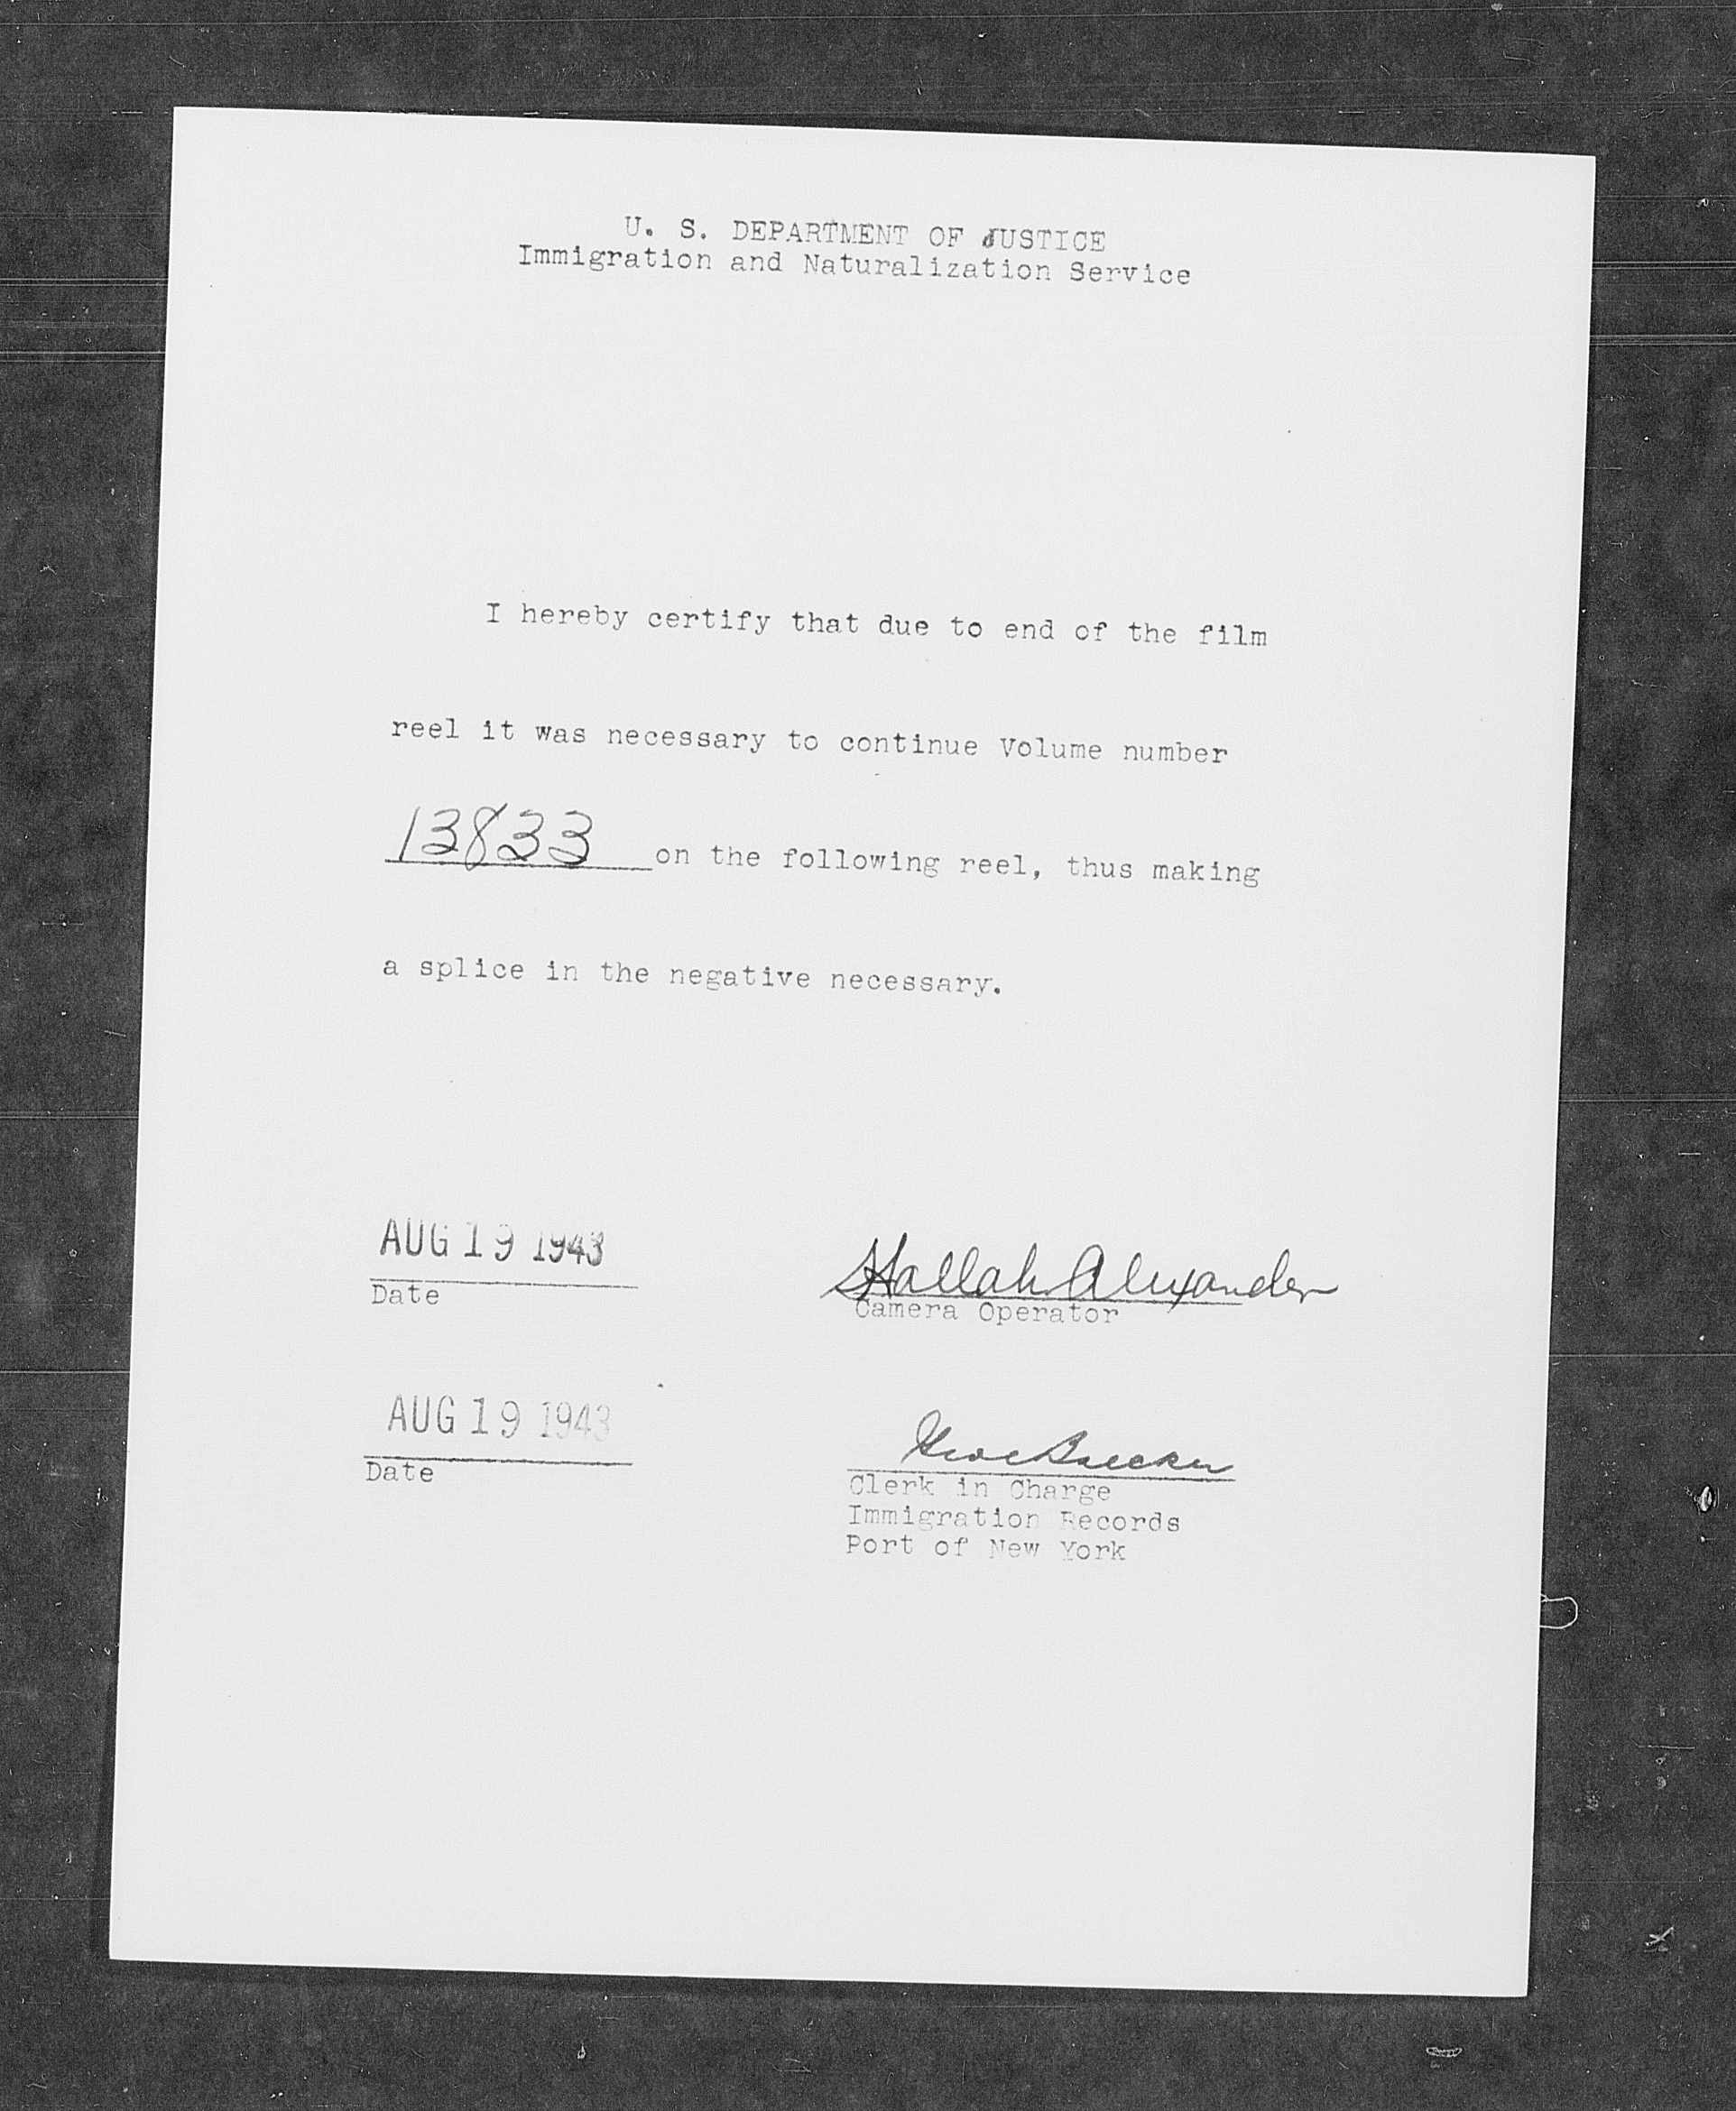 U. S. DEPARTMENT OF JUSTICE
Immigration and Naturalization Service
I hereby certify that due to end of the film
reel it was necessary to continue Volume number
13833 on the following reel, thus making
a splice in the negative necessary.
AUG 19 1943
Date
Hallah Alexander
Camera Operator
AUG 19 1943
Date
Clerk in Charge
Immigration Records
Port of New York